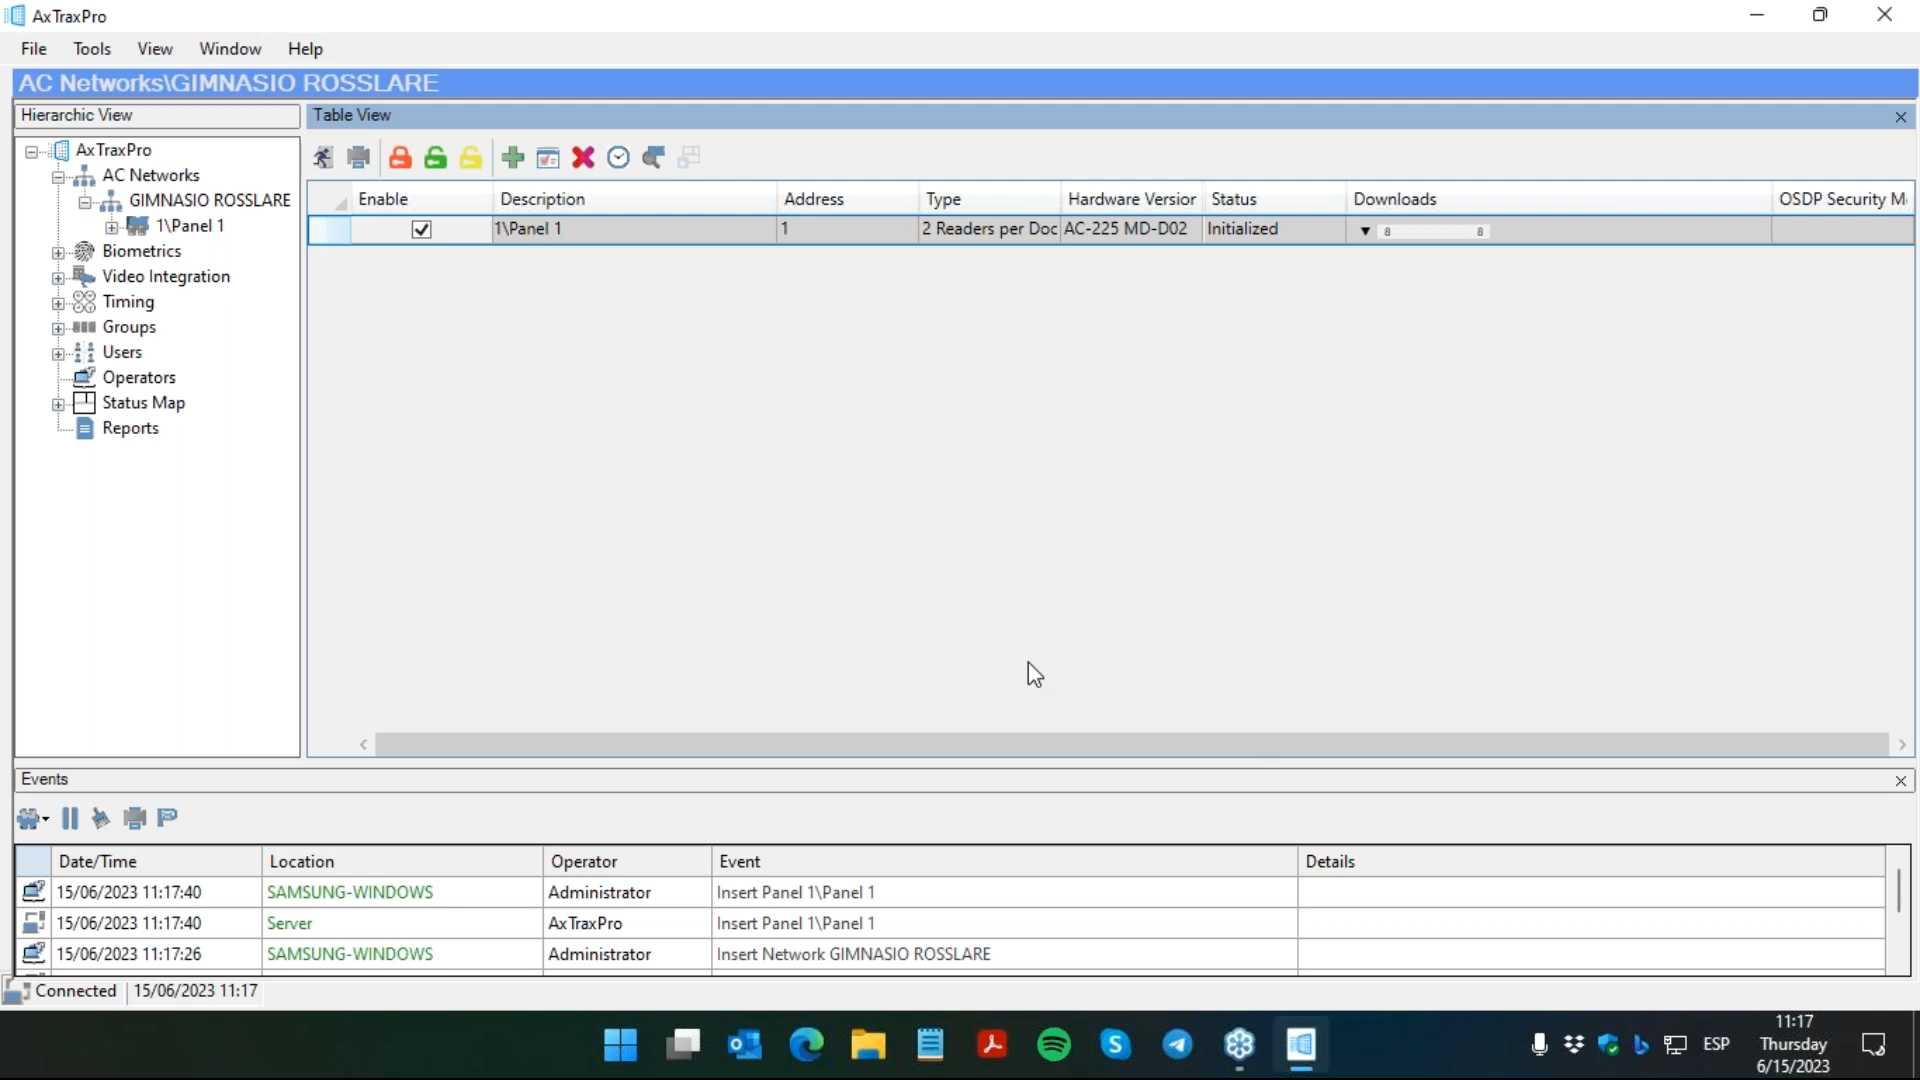 AxTraxPro
File Tools View Window Help
AC Networks\GIMNASIO ROSSLARE
Hierarchic View
Table View
AxTraxPro
AC Networks
GIMNASIO ROSSLARE
1\Panel 1
Biometrics
Video Integration
Timing
Groups
Users
Operators
Status Map
Reports
Enable Description Address Type Hardware Version Status Downloads OSDP Security M
1\Panel 1 1 2 Readers per Doc AC-225 MD-D02 Initialized 8 8
Events
Date/Time Location Operator Event Details
15/06/2023 11:17:40 SAMSUNG-WINDOWS Administrator Insert Panel 1\Panel 1
15/06/2023 11:17:40 Server AxTraxPro Insert Panel 1\Panel 1
15/06/2023 11:17:26 SAMSUNG-WINDOWS Administrator Insert Network GIMNASIO ROSSLARE
Connected 15/06/2023 11:17
ESP
11:17
Thursday
6/15/2023